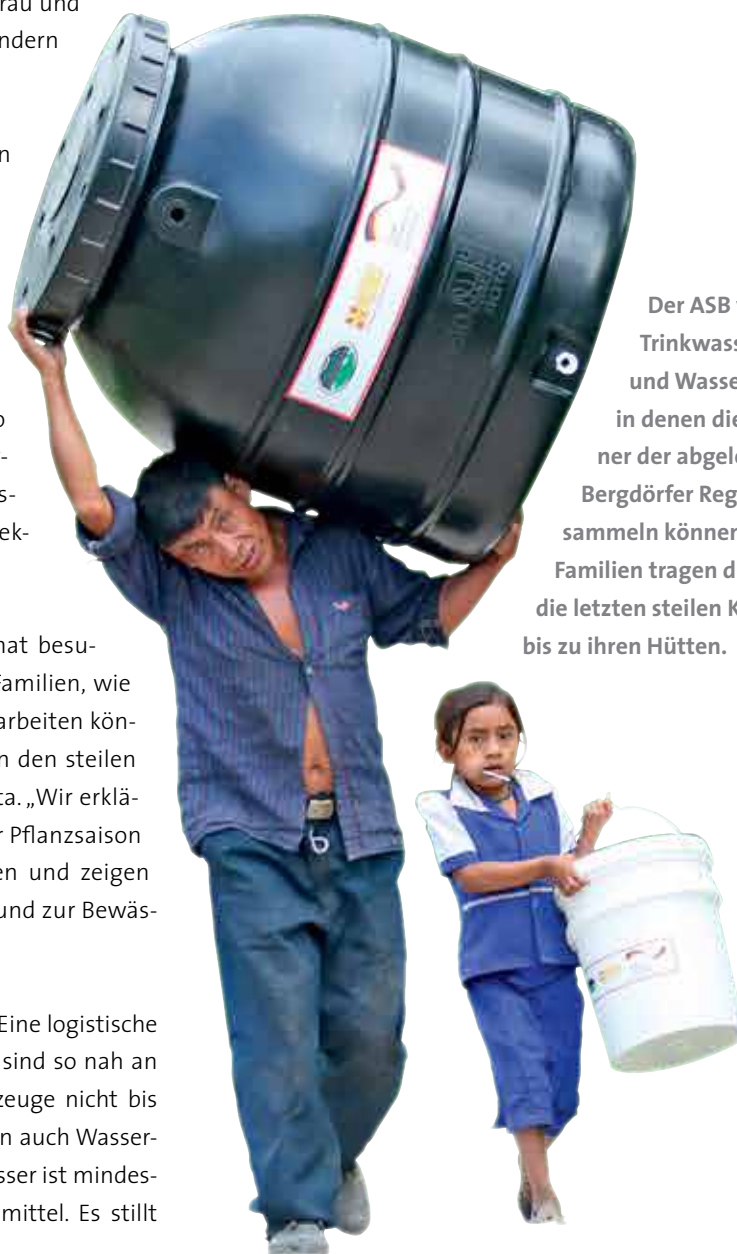 rau und
ndern
n
s-
ek-
nat besu-
Familien, wie
arbeiten kön-
n den steilen
ta. „Wir erklä-
r Pflanzsaison
en und zeigen
und zur Bewäs-
Eine logistische
sind so nah an
zeuge nicht bis
n auch Wasser-
sser ist mindes-
mittel. Es stillt
Der ASB
Trinkwass
und Wasse
in denen die
ner der abgele
Bergdörfer Reg
sammeln können
Familien tragen d
die letzten steilen K
bis zu ihren Hütten.